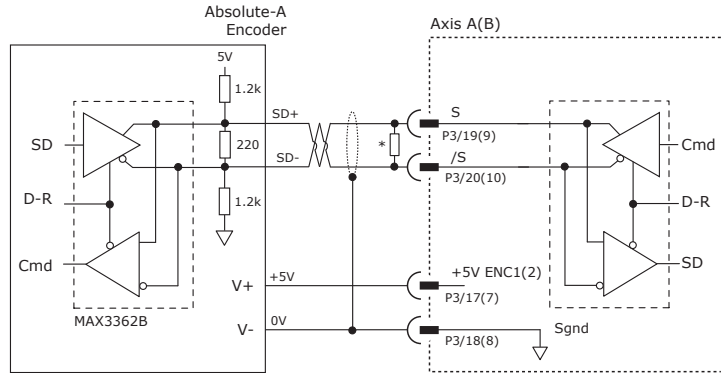 Absolute-A
Encoder
Axis A(B)
5V
1.2k
SD+
S
P3/19(9)
SD
220
*
Cmd
SD-
/S
P3/20(10)
D-R
1.2k
D-R
Cmd
+5V ENC1(2)
SD
V+
+5V
P3/17(7)
MAX3362B
V-
0V
P3/18(8)
Sgnd